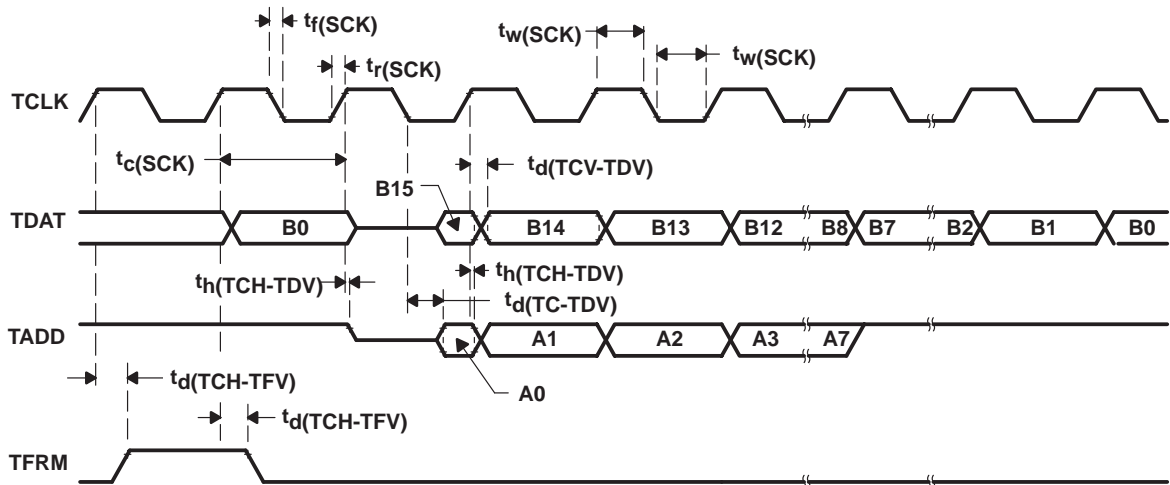 tf(SCK)
tw(SCK)
tw(SCK)
tr(SCK)
TCLK
tc(SCK)
td(TCV-TDV)
B15
TDAT
B0
B14
B13
B12
B8
B7
B2
B1
B0
th(TCH-TDV)
th(TCH-TDV)
td(TC-TDV)
TADD
A1
A2
A3
A7
td(TCH-TFV)
A0
td(TCH-TFV)
TFRM